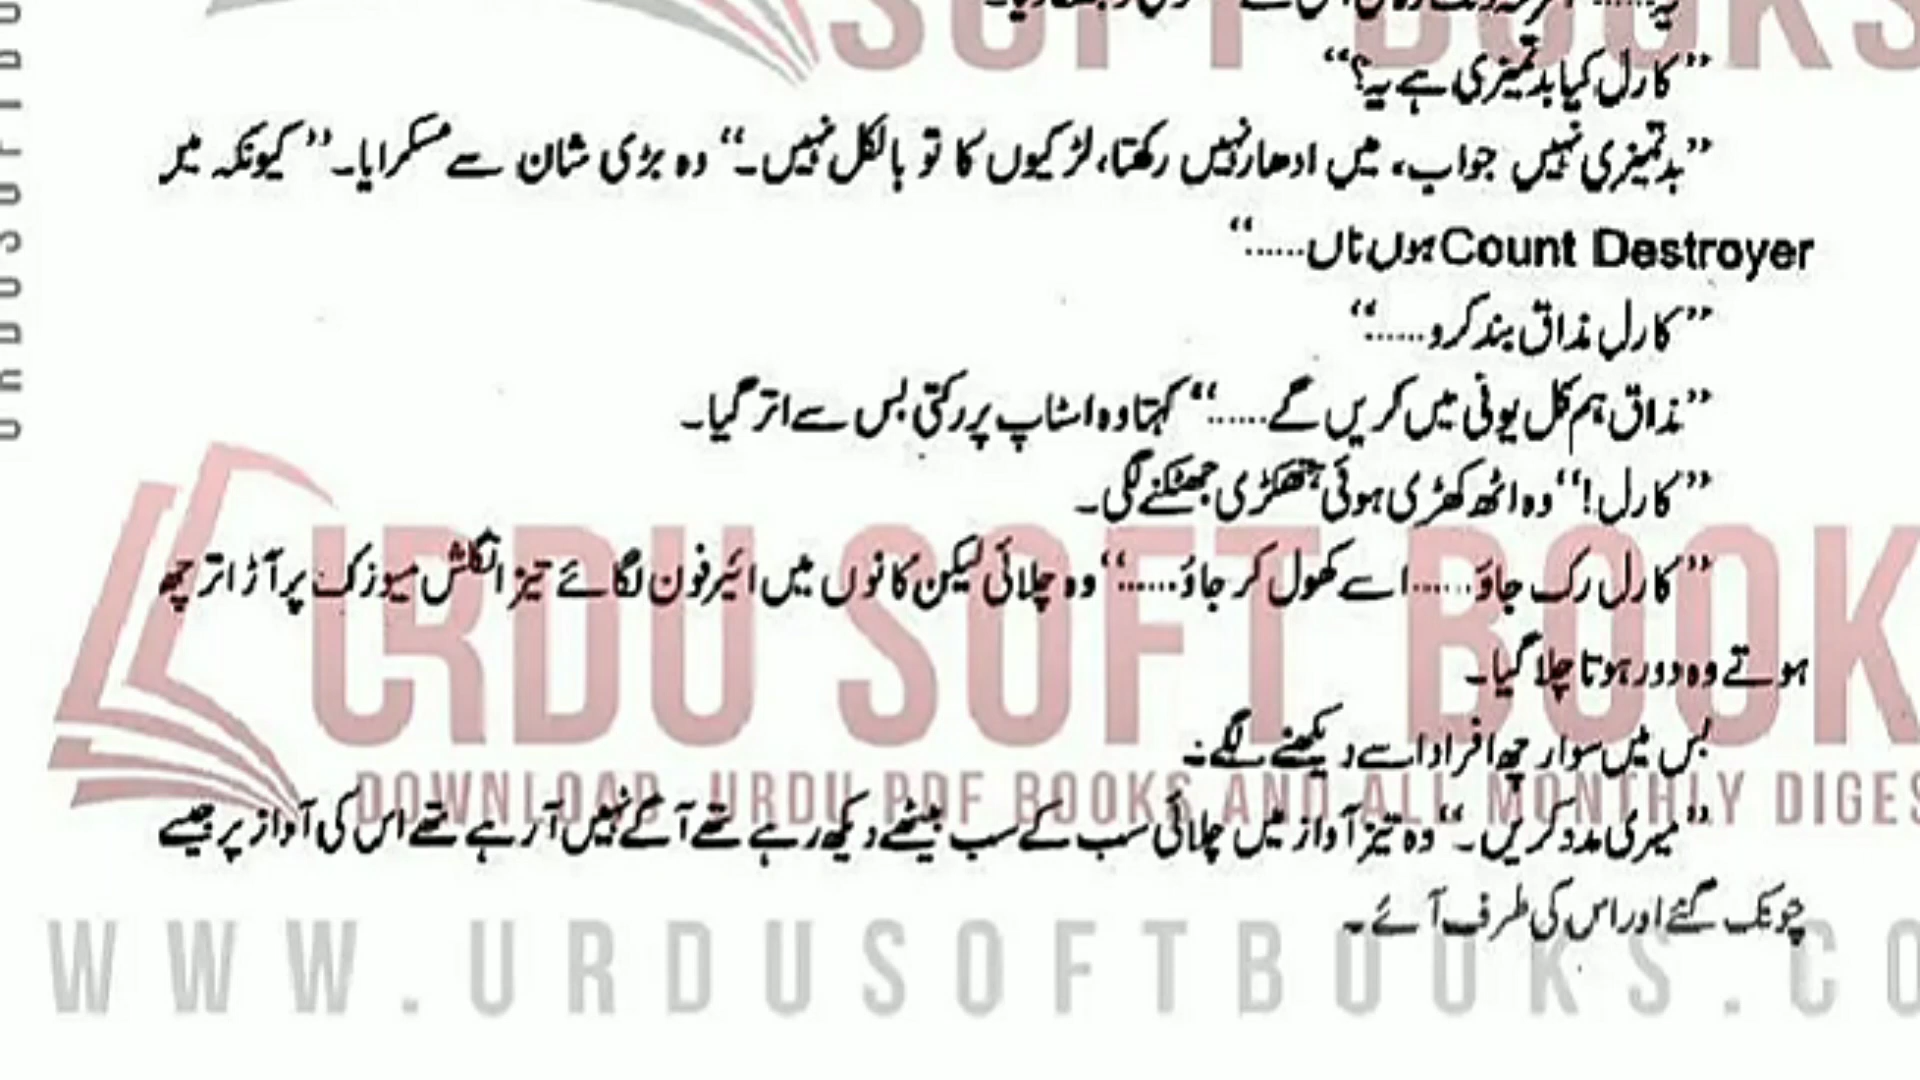 SOFT BOOKS
’’کارل کیا بدتمیزی ہے یہ؟‘‘
’’بدتمیزی نہیں جواب، میں ادھار نہیں رکھتا، لڑکیوں کا تو بالکل نہیں۔‘‘ وہ بڑی شان سے مسکرایا۔ ’’کیونکہ میں
Count Destroyer ہوں ناں......‘‘
’’کارل مذاق بند کرو......‘‘
’’مذاق ہم کل یونی میں کریں گے......‘‘ کہتا وہ اسٹاپ پر رکتی بس سے اتر گیا۔
’’کارل!‘‘ وہ اٹھ کھڑی ہوئی ہتھکڑی جھٹکنے لگی۔
’’کارل رک جاؤ......اسے کھول کر جاؤ......‘‘ وہ چلائی لیکن کانوں میں ائیرفون لگائے تیز انگلش میوزک پر آڑا ترچھا
ہوتے وہ دور ہوتا چلا گیا۔
URDU SOFT BOOK
بس میں سوار چھ افراد اسے دیکھنے لگے۔
DOWNLOAD URDU PDF BOOKS AND ALL MONTHLY DIGES
’’میری مدد کریں۔‘‘ وہ تیز آواز میں چلائی سب کے سب بیٹھے دیکھ رہے تھے آگے نہیں آ رہے تھے اس کی آواز پر جیسے
چونک گئے اور اس کی طرف آئے۔
WWW.URDUSOFTBOOKS.CO